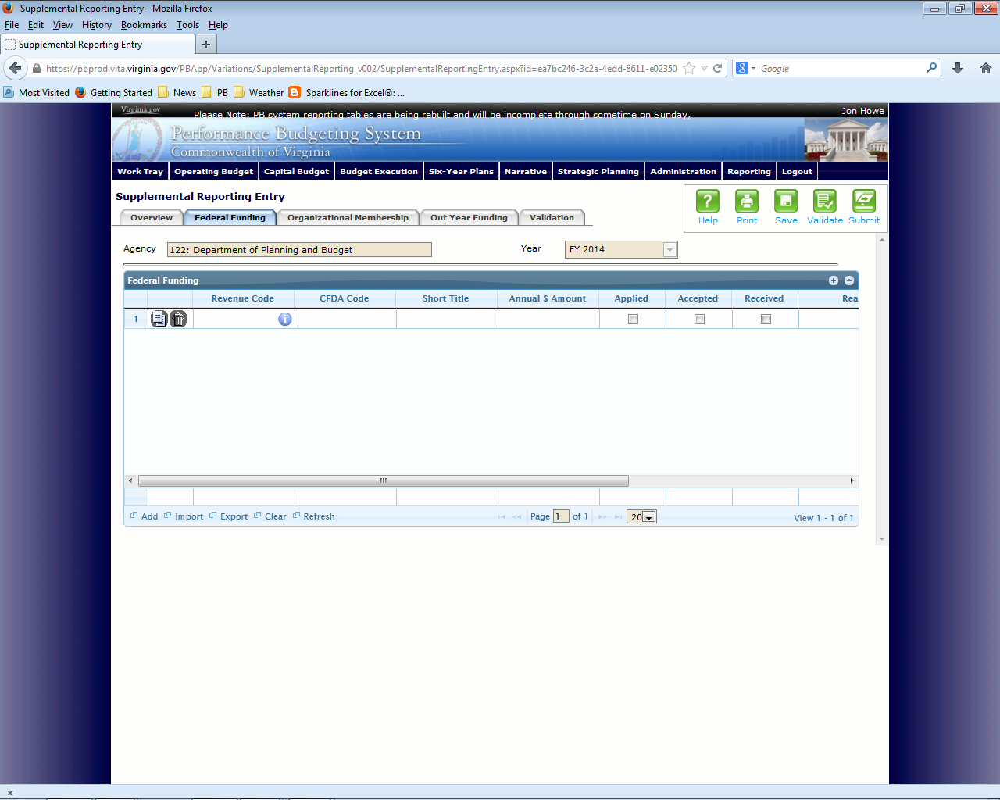 Supplemental Reporting Entry - Mozilla Firefox
File Edit View History Bookmarks Tools Help
Supplemental Reporting Entry
https://pbprod.vita.virginia.gov/PBApp/Variations/SupplementalReporting_v002/SupplementalReportingEntry.aspx?id=ea7bc246-3c2a-4edd-8611-e02350
Google
Most Visited Getting Started News PB Weather Sparklines for Excel®: ...
Virginia.gov
Please Note: PB system reporting tables are being rebuilt and will be incomplete through sometime on Sunday.
Jon Howe
Performance Budgeting System
Commonwealth of Virginia
Work Tray Operating Budget Capital Budget Budget Execution Six-Year Plans Narrative Strategic Planning Administration Reporting Logout
Supplemental Reporting Entry
Help Print Save Validate Submit
Overview Federal Funding Organizational Membership Out Year Funding Validation
Agency 122: Department of Planning and Budget Year FY 2014
Federal Funding
Revenue Code CFDA Code Short Title Annual $ Amount Applied Accepted Received Rea
1
Add Import Export Clear Refresh Page 1 of 1 20 View 1 - 1 of 1